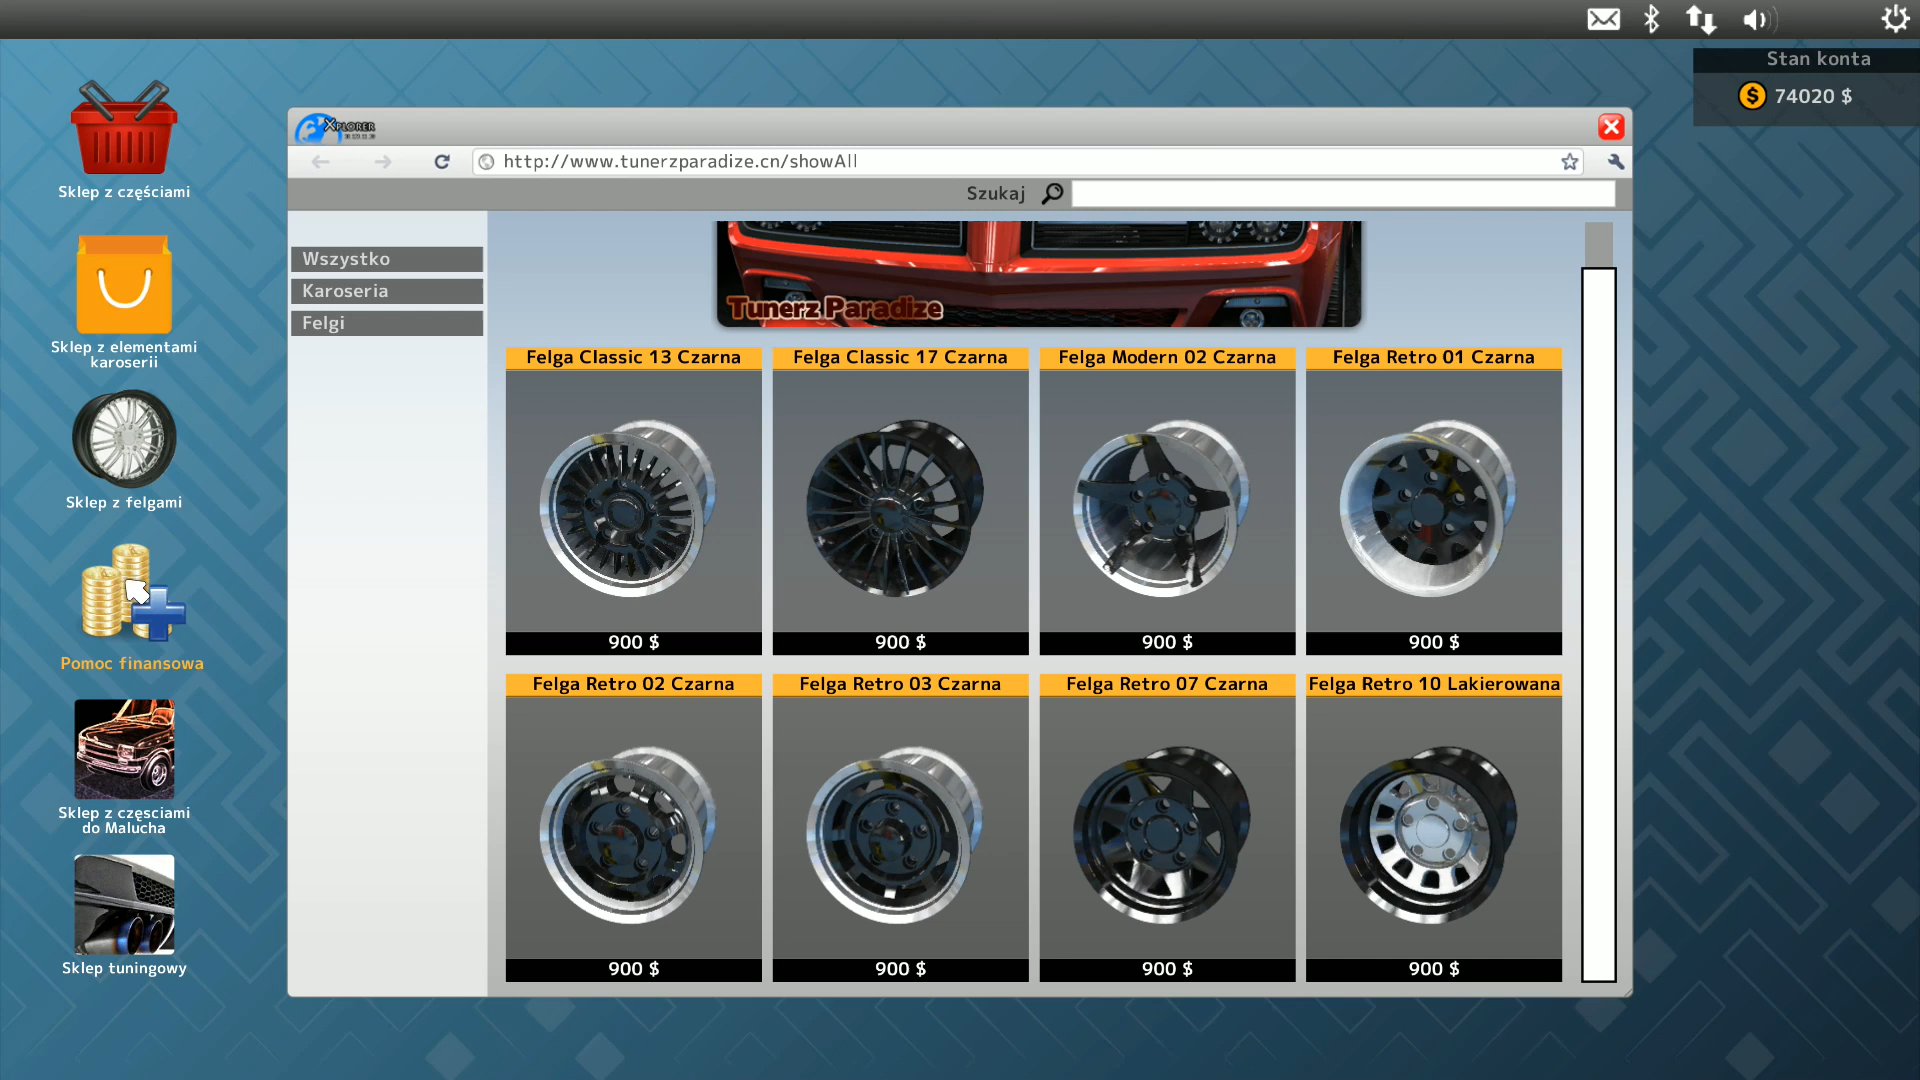 Stan konta
74020 $
XPLORER
http://www.tunerzparadize.cn/showAll
Szukaj
Wszystko
Karoseria
Felgi
Tunerz Paradize
Felga Classic 13 Czarna
Felga Classic 17 Czarna
Felga Modern 02 Czarna
Felga Retro 01 Czarna
900 $
900 $
900 $
900 $
Felga Retro 02 Czarna
Felga Retro 03 Czarna
Felga Retro 07 Czarna
Felga Retro 10 Lakierowana
900 $
900 $
900 $
900 $
Sklep z częściami
Sklep z elementami
karoserii
Sklep z felgami
Pomoc finansowa
Sklep z częsciami
do Malucha
Sklep tuningowy